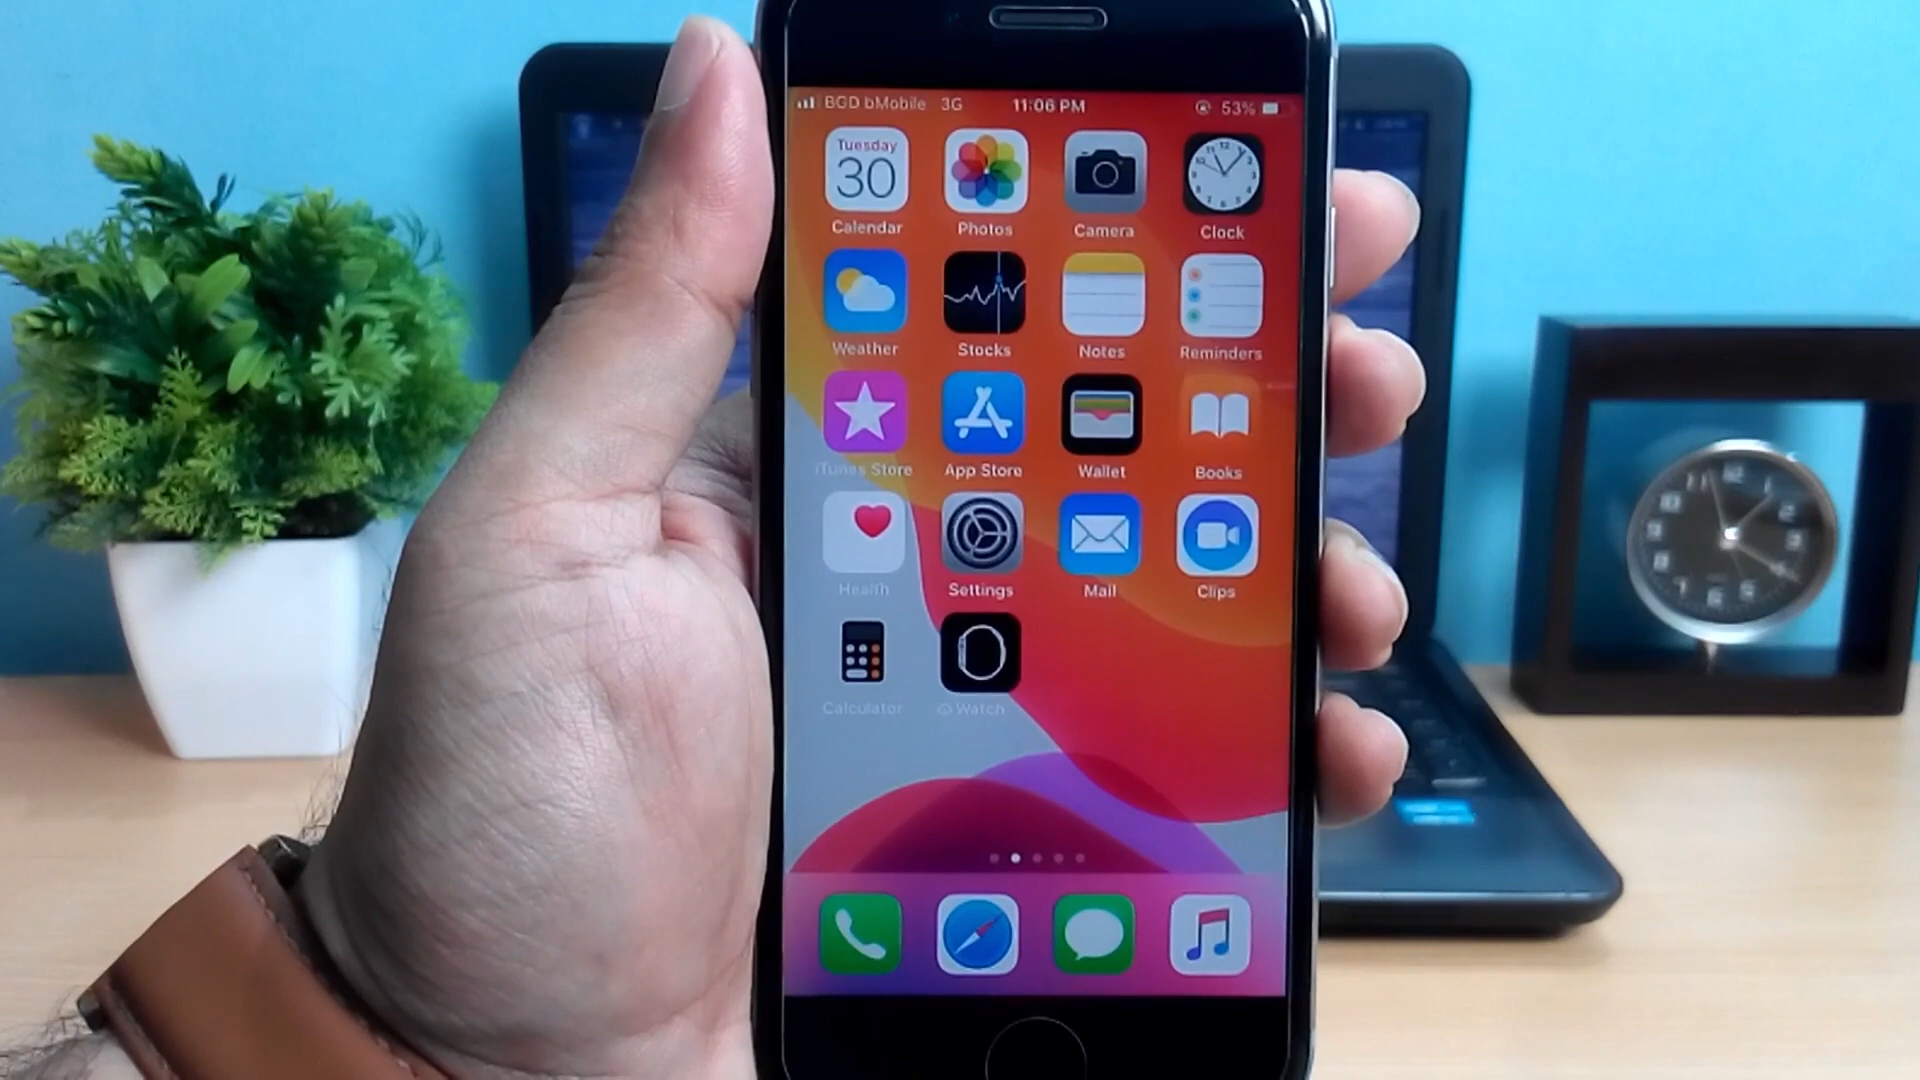 BGD bMobile 3G 11:06 PM 53%
Tuesday
30
Calendar Photos Camera Clock
Weather Stocks Notes Reminders
iTunes Store App Store Wallet Books
Health Settings Mail Clips
Calculator Watch